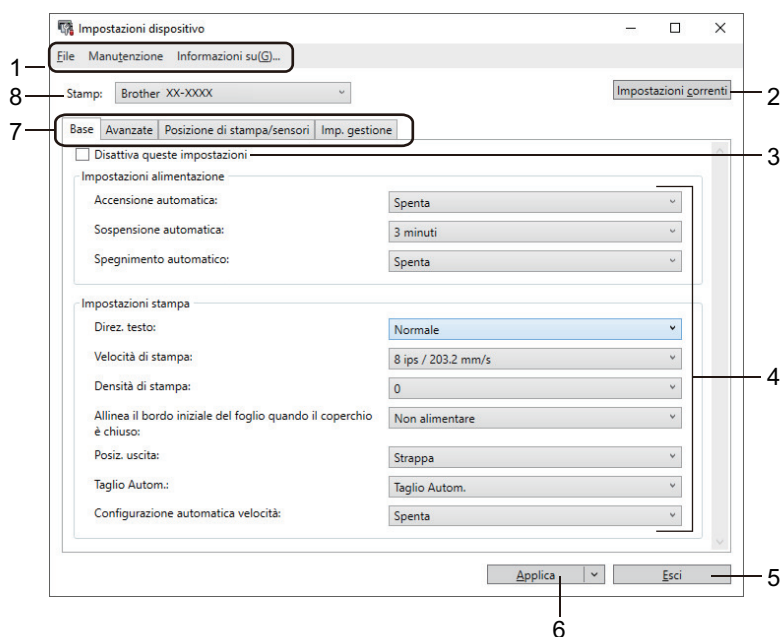 Impostazioni dispositivo
File Manutenzione Informazioni su(G)...
1
8
Stamp: Brother XX-XXXX
Impostazioni correnti
2
7
Base Avanzate Posizione di stampa/sensori Imp. gestione
Disattiva queste impostazioni
3
Impostazioni alimentazione
Accensione automatica: Spenta
Sospensione automatica: 3 minuti
Spegnimento automatico: Spenta
Impostazioni stampa
Direz. testo: Normale
Velocità di stampa: 8 ips / 203.2 mm/s
4
Densità di stampa: 0
Allinea il bordo iniziale del foglio quando il coperchio
è chiuso:
Non alimentare
Posiz. uscita: Strappa
Taglio Autom.: Taglio Autom.
Configurazione automatica velocità: Spenta
Applica
Esci
5
6